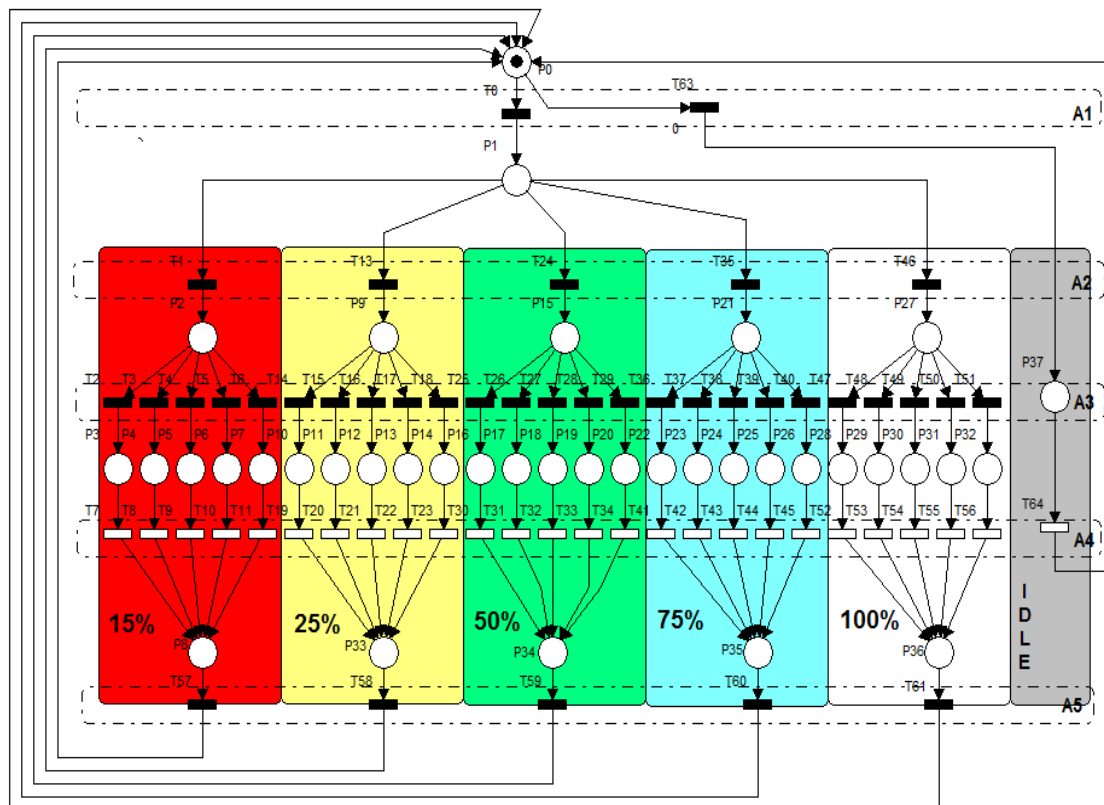 P0
T0 T63
A1
0
P1
T1 T13 T24 T35 T46
A2
P2 P9 P15 P21 P27
P37
T2 T3 T4 T5 T6 T14 T15 T16 T17 T18 T25 T26 T27 T28 T29 T36 T37 T38 T39 T40 T47 T48 T49 T50 T51
A3
P3 P4 P5 P6 P7 P10 P11 P12 P13 P14 P16 P17 P18 P19 P20 P22 P23 P24 P25 P26 P28 P29 P30 P31 P32
T7 T8 T9 T10 T11 T19 T20 T21 T22 T23 T30 T31 T32 T33 T34 T41 T42 T43 T44 T45 T52 T53 T54 T55 T56 T64
A4
15% 25% 50% 75% 100%
IDLE
P8 P33 P34 P35 P36
T57 T58 T59 T60 T61
A5